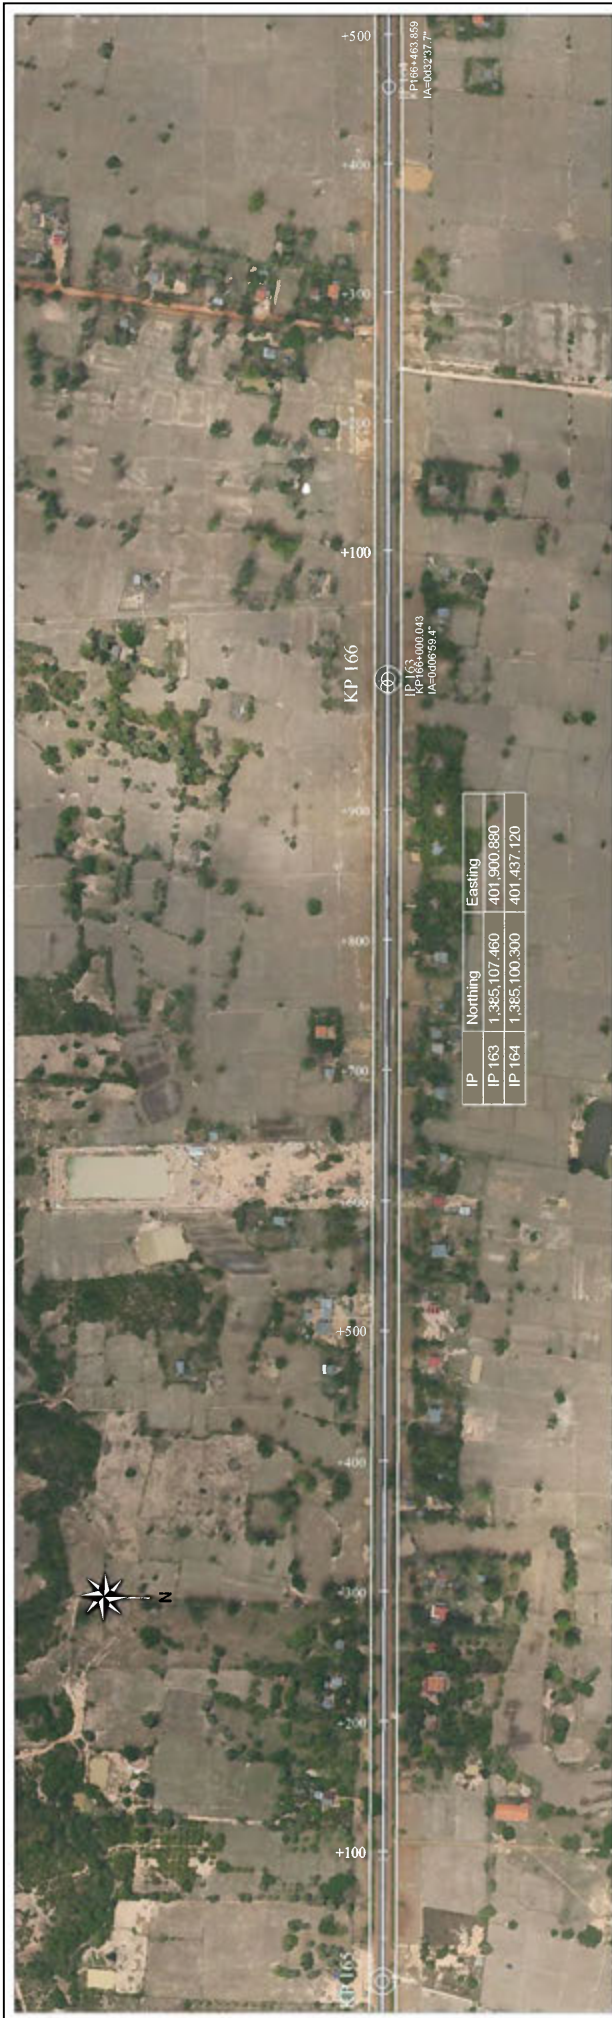 +500
KP166+463.859
IA=0d32'37.7"
+400
+300
+200
+100
KP 166
IP 163
KP166+000.043
IA=0d06'59.4"
+900
+800
IP Northing Easting
IP 163 1,385,107.460 401,900.880
IP 164 1,385,100.300 401,437.120
+700
+600
+500
+400
N
+300
+200
+100
KP 165